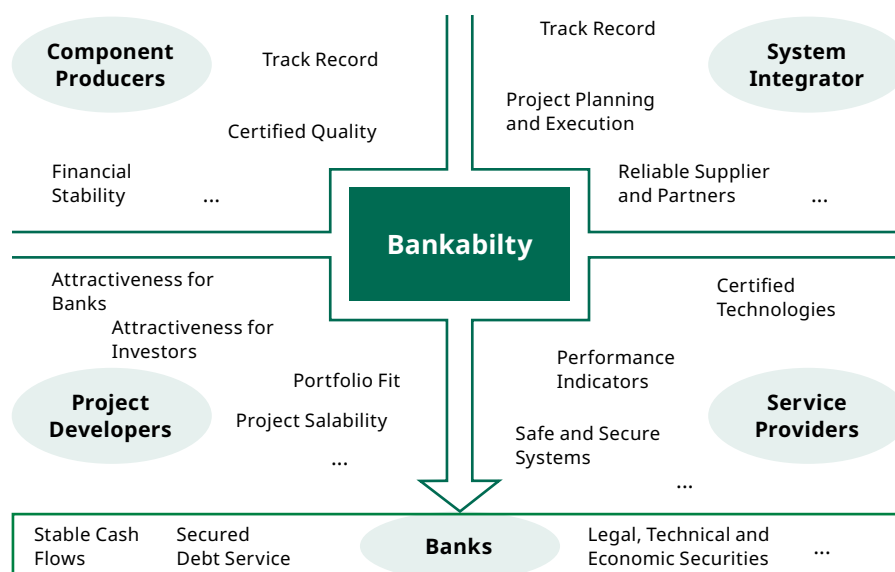 Component
Producers
Track Record
Certified Quality
Financial
Stability
...
Track Record
System
Integrator
Project Planning
and Execution
Reliable Supplier
and Partners
...
Bankabilty
Attractiveness for
Banks
Attractiveness for
Investors
Portfolio Fit
Project
Developers
Project Salability
...
Certified
Technologies
Performance
Indicators
Service
Providers
Safe and Secure
Systems
...
Stable Cash
Flows
Secured
Debt Service
Banks
Legal, Technical and
Economic Securities
...